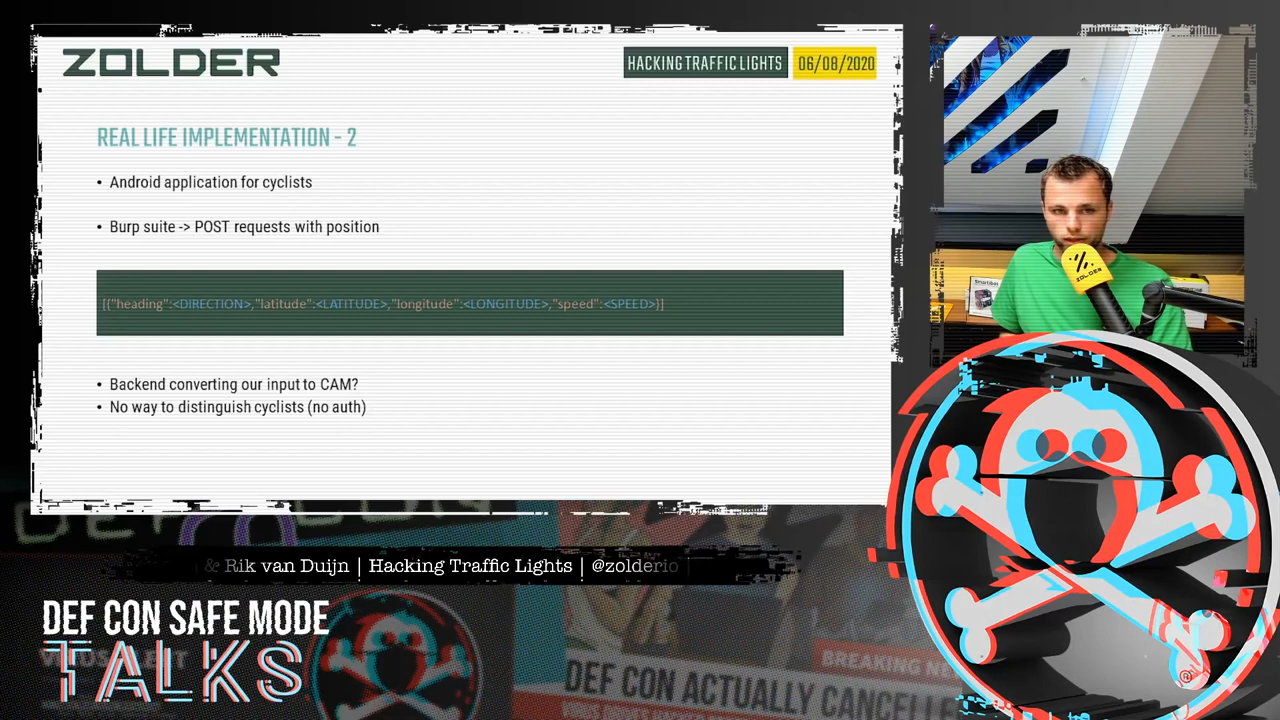 ZOLDER
HACKING TRAFFIC LIGHTS 06/08/2020
REAL LIFE IMPLEMENTATION - 2
• Android application for cyclists
• Burp suite -> POST requests with position
[{"heading":<DIRECTION>,"latitude":<LATITUDE>,"longitude":<LONGITUDE>,"speed":<SPEED>}]
• Backend converting our input to CAM?
• No way to distinguish cyclists (no auth)
ZOLDER
& Rik van Duijn | Hacking Traffic Lights | @zolderio
DEF CON SAFE MODE
TALKS
BREAKING NE
DEF CON ACTUALLY CANCELLE